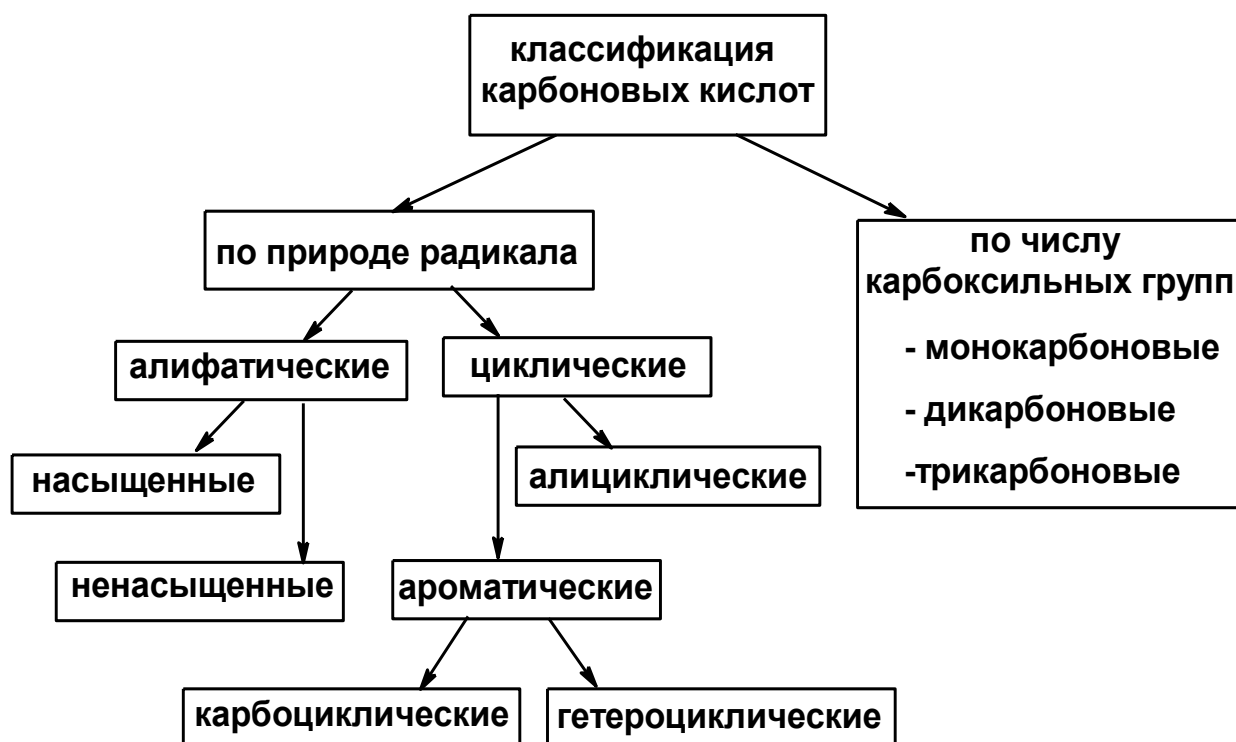 классификация
карбоновых кислот
по природе радикала
по числу
карбоксильных групп
- монокарбоновые
- дикарбоновые
-трикарбоновые
алифатические
циклические
насыщенные
алициклические
ненасыщенные
ароматические
карбоциклические
гетероциклические